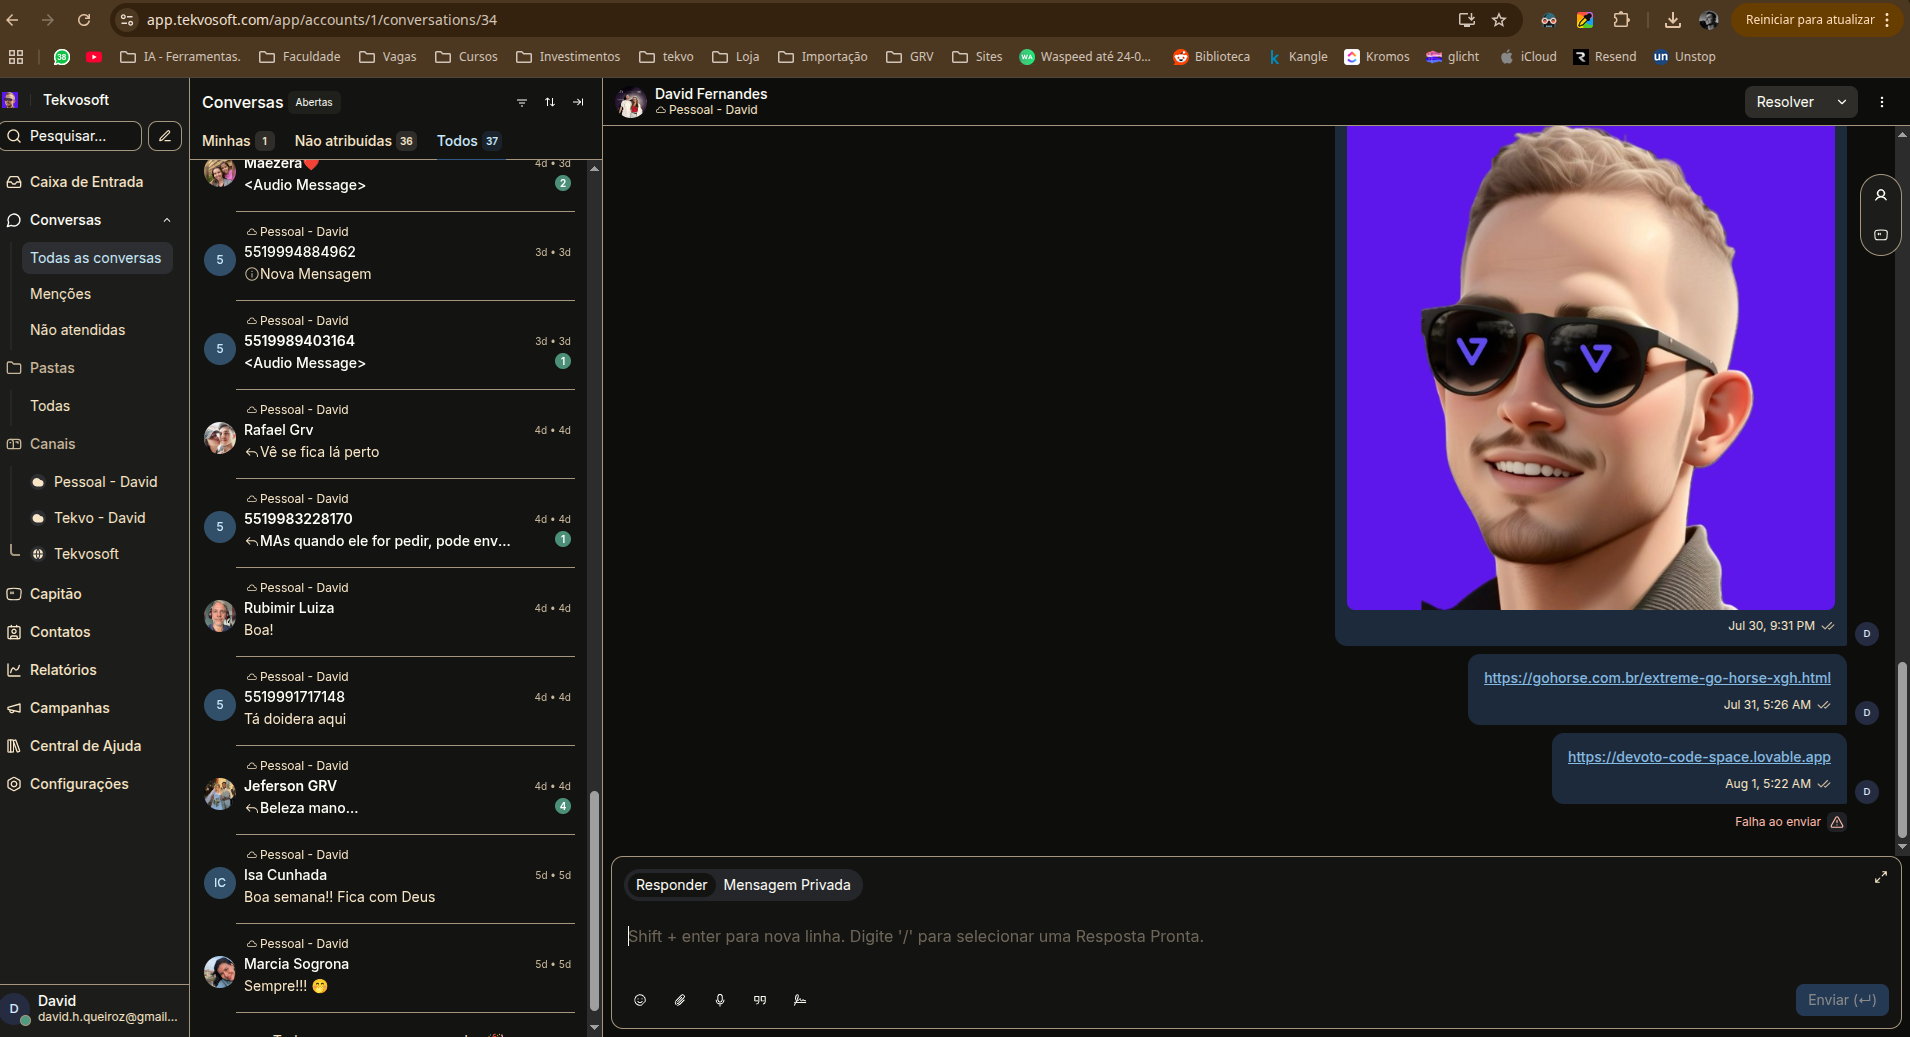 app.tekvosoft.com/app/accounts/1/conversations/34
Reiniciar para atualizar
38
IA - Ferramentas.
Faculdade
Vagas
Cursos
Investimentos
tekvo
Loja
Importação
GRV
Sites
WA
Waspeed até 24-0...
Biblioteca
Kangle
Kromos
glicht
iCloud
Resend
un
Unstop
Tekvosoft
Pesquisar...
Caixa de Entrada
Conversas
Todas as conversas
Menções
Não atendidas
Pastas
Todas
Canais
Pessoal - David
Tekvo - David
Tekvosoft
Capitão
Contatos
Relatórios
Campanhas
Central de Ajuda
Configurações
D
David
david.h.queiroz@gmail...
Conversas
Abertas
Minhas 1
Não atribuídas 36
Todos 37
Maezera❤️
4d • 3d
<Audio Message>
2
Pessoal - David
5
5519994884962
3d • 3d
Nova Mensagem
Pessoal - David
5
5519989403164
3d • 3d
<Audio Message>
1
Pessoal - David
Rafael Grv
4d • 4d
Vê se fica lá perto
Pessoal - David
5
5519983228170
4d • 4d
MAs quando ele for pedir, pode env...
1
Pessoal - David
Rubimir Luiza
4d • 4d
Boa!
Pessoal - David
5
5519991717148
4d • 4d
Tá doidera aqui
Pessoal - David
Jeferson GRV
4d • 4d
Beleza mano...
4
Pessoal - David
IC
Isa Cunhada
5d • 5d
Boa semana!! Fica com Deus
Pessoal - David
Marcia Sogrona
5d • 5d
Sempre!!! 🤭
David Fernandes
Pessoal - David
Resolver
Jul 30, 9:31 PM
D
https://gohorse.com.br/extreme-go-horse-xgh.html
Jul 31, 5:26 AM
D
https://devoto-code-space.lovable.app
Aug 1, 5:22 AM
D
Falha ao enviar
Responder
Mensagem Privada
Shift + enter para nova linha. Digite '/' para selecionar uma Resposta Pronta.
Enviar (↵)